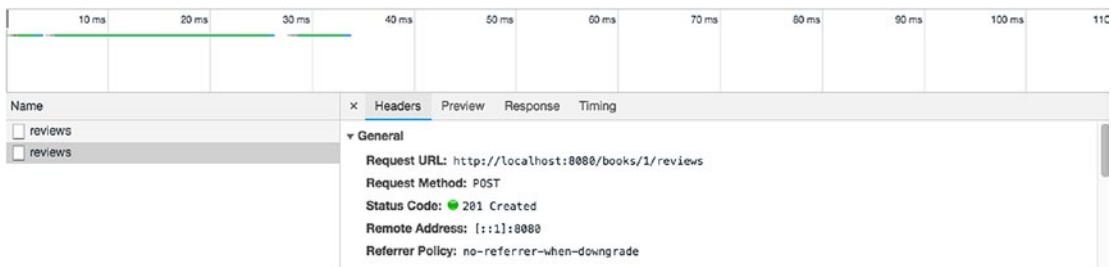 10 ms 20 ms 30 ms 40 ms 50 ms 60 ms 70 ms 80 ms 90 ms 100 ms 110
Name
× Headers Preview Response Timing
reviews
reviews
▼ General
Request URL: http://localhost:8080/books/1/reviews
Request Method: POST
Status Code: 201 Created
Remote Address: [::1]:8080
Referrer Policy: no-referrer-when-downgrade